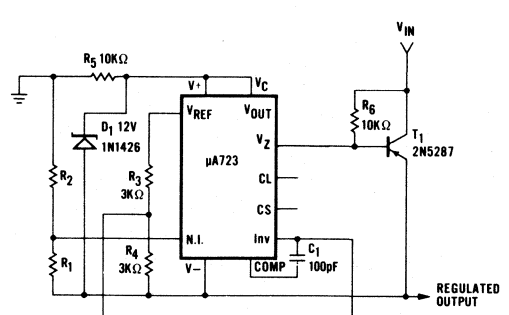 VIN
R5 10KΩ
V+
VC
VREF
VOUT
R6
10KΩ
D1 12V
1N1426
VZ
T1
2N5287
µA723
R2
R3
3KΩ
CL
CS
N.I.
Inv
R4
3KΩ
C1
100pF
R1
V−
COMP
REGULATED
OUTPUT